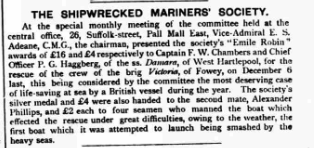 THE SHIPWRECKED MARINERS' SOCIETY.
At the special monthly meeting of the committee held at the
central office, 26, Suffolk-street, Pall Mall East, Vice-Admiral E. S.
Adeane, C.M.G., the chairman, presented the society's "Emile Robin"
awards of £16 and £4 respectively to Captain F. W. Chambers and Chief
Officer P. G. Haggberg, of the ss. Damara, of West Hartlepool, for the
rescue of the crew of the brig Victoria, of Fowey, on December 6
last, this being considered by the committee the most deserving case
of life-saving at sea by a British vessel during the year. The society's
silver medal and £4 were also handed to the second mate, Alexander
Phillips, and £2 each to four seamen who manned the boat which
effected the rescue under great difficulties, owing to the weather, the
first boat which it was attempted to launch being smashed by the
heavy seas.